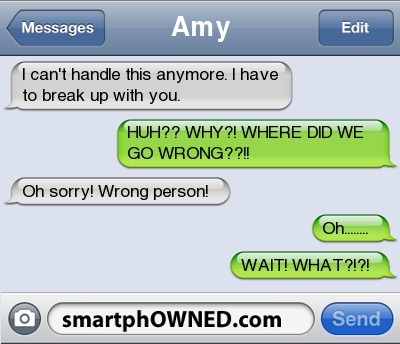 Messages
Amy
Edit
I can't handle this anymore. I have
to break up with you.
HUH?? WHY?! WHERE DID WE
GO WRONG??!!
Oh sorry! Wrong person!
Oh........
WAIT! WHAT?!?!
smartphOWNED.com
Send